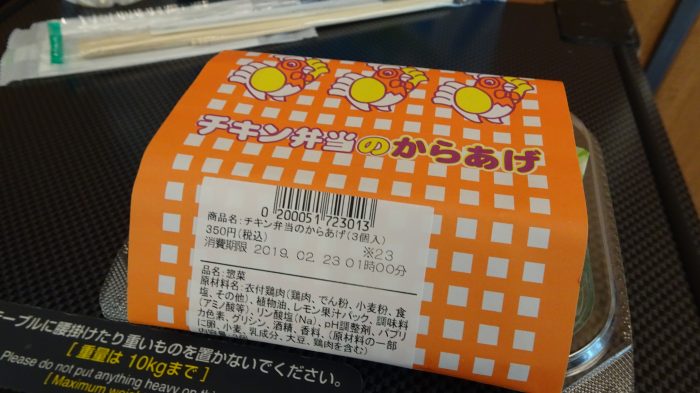 チキン弁当のからあげ
0 200051 723013
商品名:チキン弁当のからあげ(3個入)
350円(税込) ※23
消費期限 2019. 02. 23 01時00分
品名:惣菜
原材料名:衣付鶏肉(鶏肉、でん粉、小麦粉、食
塩、その他)、植物油、レモン果汁パック、調味料
(アミノ酸等)、リン酸塩(Na)、pH調整剤、パプリ
カ色素、グリシン、酒精、香料、(原材料の一部
に卵、小麦、乳成分、大豆、鶏肉を含む)
テーブルに腰掛けたり重いものを置かないでください。
[ 重量は 10kgまで ]
Please do not put anything heavy on
[ Maximum